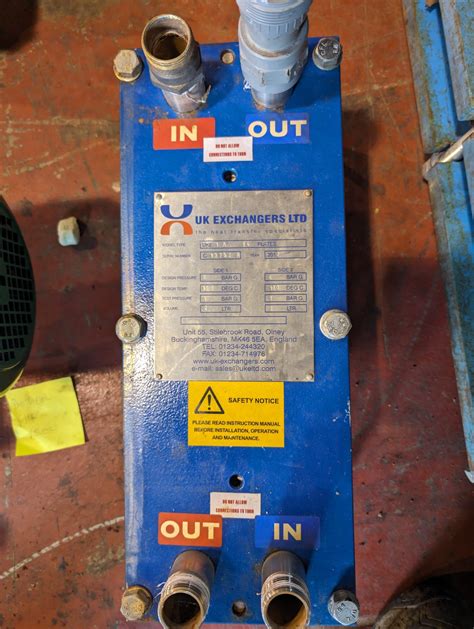 IN OUT
DO NOT ALLOW
CONNECTIONS TO TURN
UK EXCHANGERS LTD
the heat transfer specialists
MODEL TYPE
SERIAL NUMBER
SIDE 1 SIDE 2
DESIGN PRESSURE BAR G. BAR G.
DESIGN TEMP. DEG C DEG C
TEST PRESSURE BAR G. BAR G.
VOLUME LTR. LTR.
Unit 55, Stilebrook Road, Olney
Buckinghamshire, MK46 5EA, England
TEL: 01234-244320
FAX: 01234-714978
www.uk-exchangers.com
e-mail: sales@ukeltd.com
SAFETY NOTICE
PLEASE READ INSTRUCTION MANUAL
BEFORE INSTALLATION, OPERATION
AND MAINTENANCE.
DO NOT ALLOW
CONNECTIONS TO TURN
OUT IN